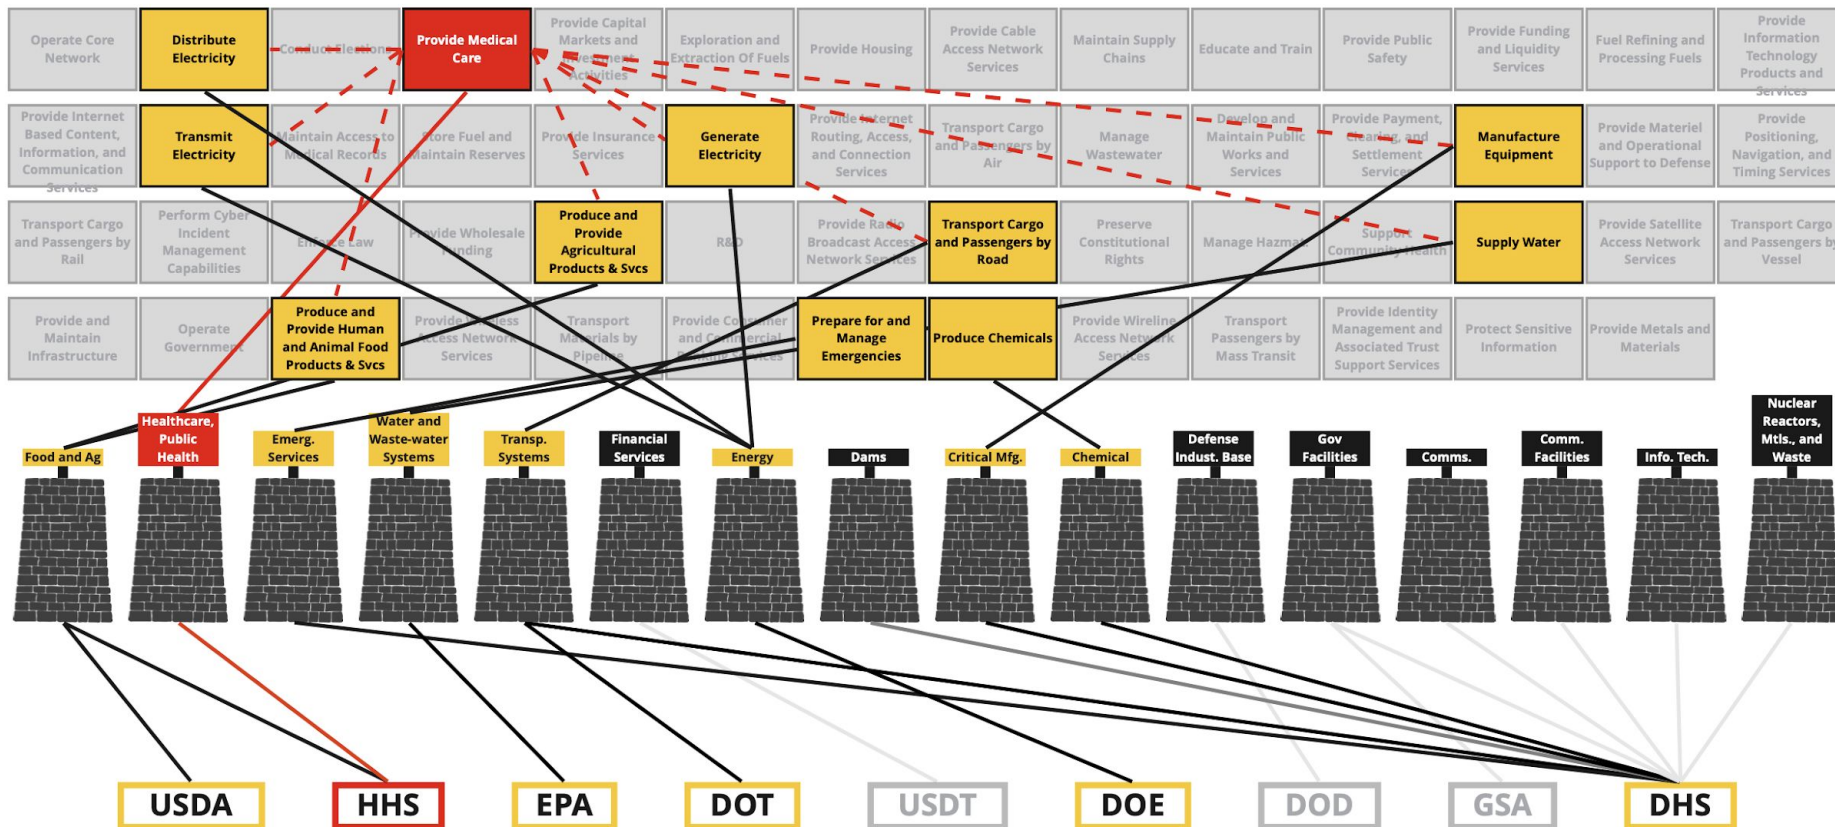 Operate Core
Network
Distribute
Electricity
Conduct Elections
Provide Medical
Care
Provide Capital
Markets and
Investment
Activities
Exploration and
Extraction Of Fuels
Provide Housing
Provide Cable
Access Network
Services
Maintain Supply
Chains
Educate and Train
Provide Public
Safety
Provide Funding
and Liquidity
Services
Fuel Refining and
Processing Fuels
Provide
Information
Technology
Products and
Services
Provide Internet
Based Content,
Information, and
Communication
Services
Transmit
Electricity
Maintain Access to
Medical Records
Store Fuel and
Maintain Reserves
Provide Insurance
Services
Generate
Electricity
Provide Internet
Routing, Access,
and Connection
Services
Transport Cargo
and Passengers by
Air
Manage
Wastewater
Develop and
Maintain Public
Works and
Services
Provide Payment,
Clearing, and
Settlement
Services
Manufacture
Equipment
Provide Materiel
and Operational
Support to Defense
Provide
Positioning,
Navigation, and
Timing Services
Transport Cargo
and Passengers by
Rail
Perform Cyber
Incident
Management
Capabilities
Enforce Law
Provide Wholesale
Funding
Produce and
Provide
Agricultural
Products & Svcs
R&D
Provide Radio
Broadcast Access
Network Services
Transport Cargo
and Passengers by
Road
Preserve
Constitutional
Rights
Manage Hazmat
Support
Community Health
Supply Water
Provide Satellite
Access Network
Services
Transport Cargo
and Passengers by
Vessel
Provide and
Maintain
Infrastructure
Operate
Government
Produce and
Provide Human
and Animal Food
Products & Svcs
Provide Wireless
Access Network
Services
Transport
Materials by
Pipeline
Provide Consumer
and Commercial
Banking Services
Prepare for and
Manage
Emergencies
Produce Chemicals
Provide Wireline
Access Network
Services
Transport
Passengers by
Mass Transit
Provide Identity
Management and
Associated Trust
Support Services
Protect Sensitive
Information
Provide Metals and
Materials
Food and Ag
Healthcare,
Public
Health
Emerg.
Services
Water and
Waste-water
Systems
Transp.
Systems
Financial
Services
Energy
Dams
Critical Mfg.
Chemical
Defense
Indust. Base
Gov
Facilities
Comms.
Comm.
Facilities
Info. Tech.
Nuclear
Reactors,
Mtls., and
Waste
USDA
HHS
EPA
DOT
USDT
DOE
DOD
GSA
DHS